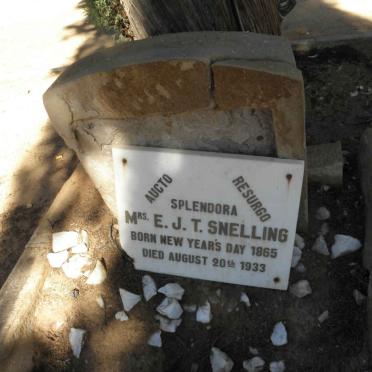 AUCTO RESURGO
SPLENDORA
MRS. E. J. T. SNELLING
BORN NEW YEAR'S DAY 1865
DIED AUGUST 20TH 1933